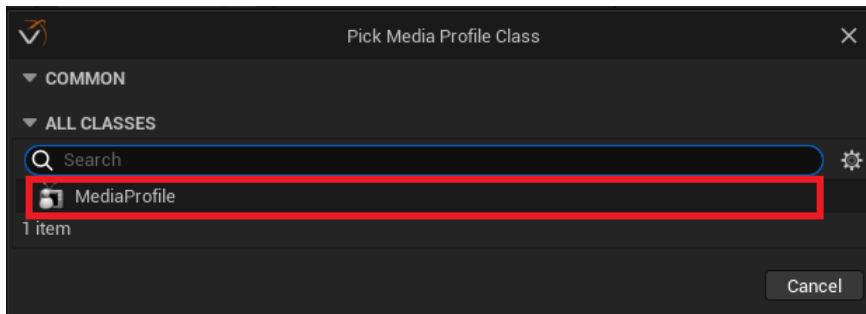 Pick Media Profile Class
COMMON
ALL CLASSES
Search
MediaProfile
1 item
Cancel